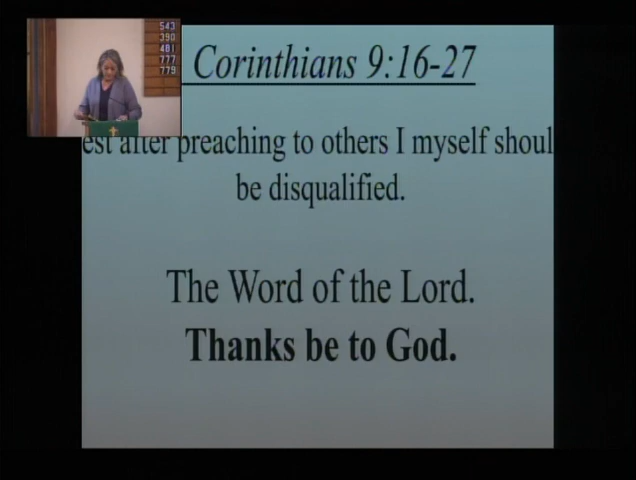 543
390
481
777
779
Corinthians 9:16-27
est after preaching to others I myself shoul
be disqualified.
The Word of the Lord.
Thanks be to God.